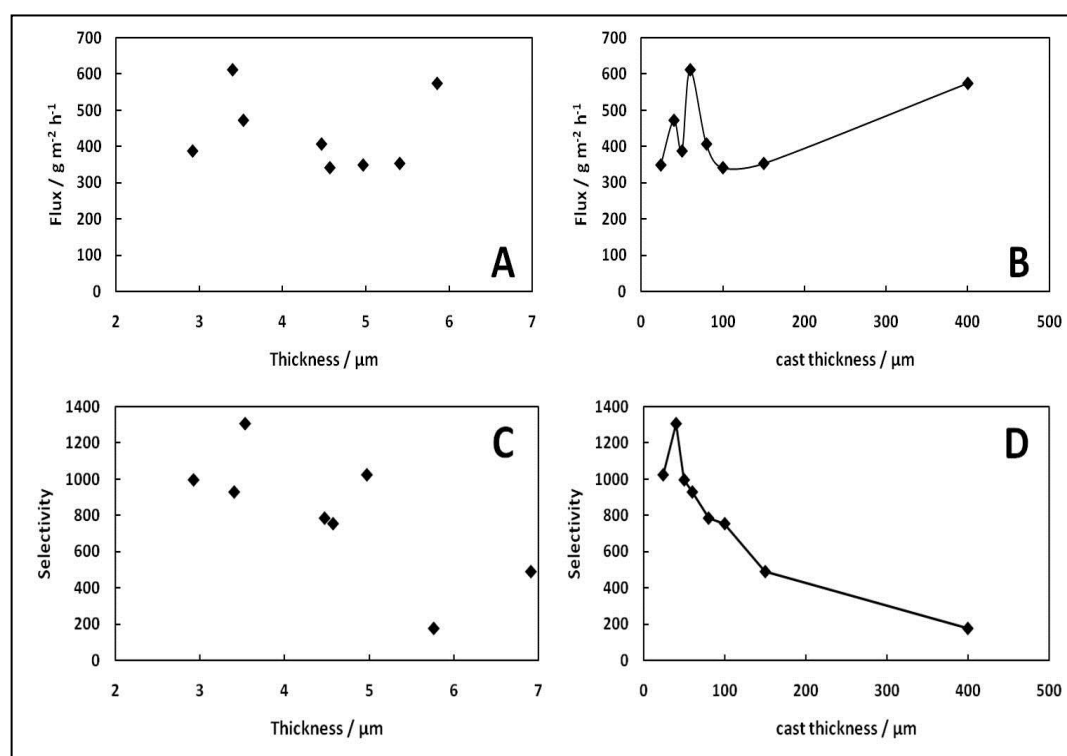 700
600
500
400
300
200
100
0
Flux / g m⁻² h⁻¹
2 3 4 5 6 7
Thickness / µm
A
700
600
500
400
300
200
100
0
Flux / g m⁻² h⁻¹
0 100 200 300 400 500
cast thickness / µm
B
1400
1200
1000
800
600
400
200
0
Selectivity
2 3 4 5 6 7
Thickness / µm
C
1400
1200
1000
800
600
400
200
0
Selectivity
0 100 200 300 400 500
cast thickness / µm
D